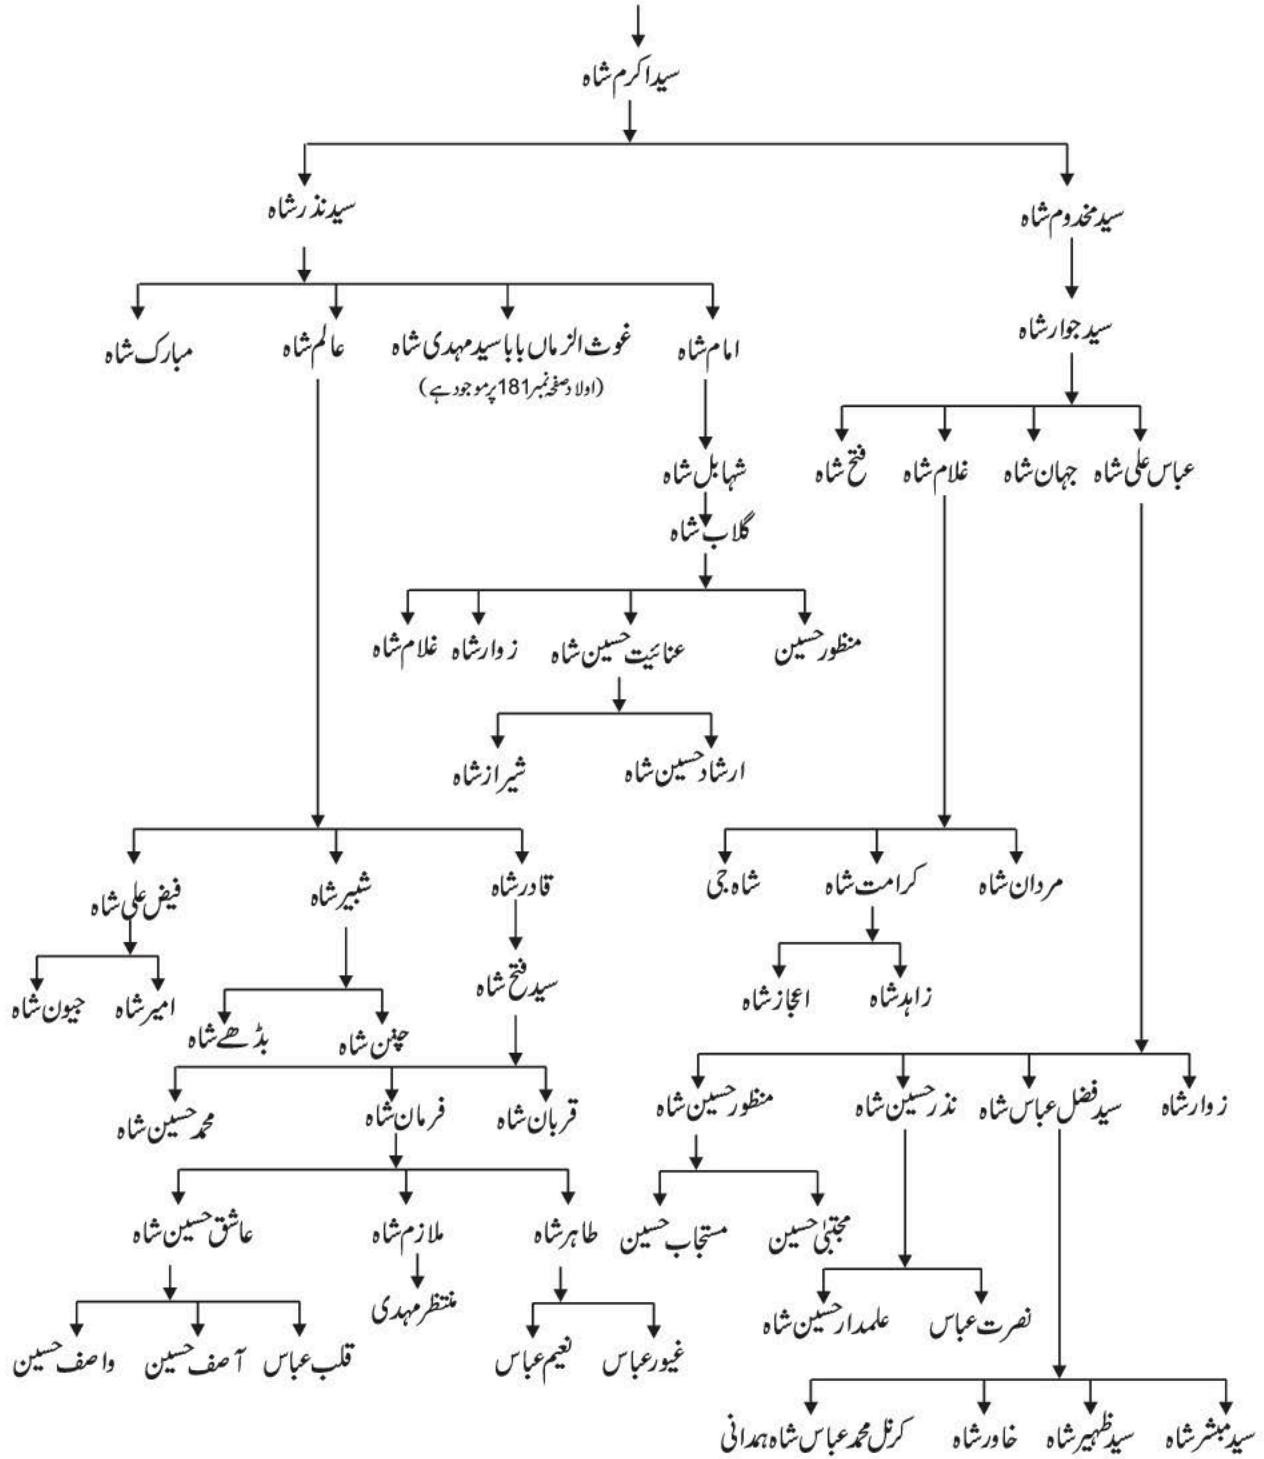 سید اکرم شاہ
سید مخدوم شاہ
سید نذر شاہ
سید جوار شاہ
امام شاہ
غوث الزماں بابا سید مہدی شاہ
(اولاد صفحہ نمبر 181 پر موجود ہے)
عالم شاہ
مبارک شاہ
عباس علی شاہ
جہان شاہ
غلام شاہ
فتح شاہ
شہابل شاہ
گلاب شاہ
منظور حسین
عنائیت حسین شاہ
زوار شاہ
غلام شاہ
ارشاد حسین شاہ
شیراز شاہ
مردان شاہ
کرامت شاہ
شاہ جی
قادر شاہ
شبیر شاہ
فیض علی شاہ
زاہد شاہ
اعجاز شاہ
سید فتح شاہ
چنن شاہ
بڈھے شاہ
امیر شاہ
جیون شاہ
زوار شاہ
سید فضل عباس شاہ
نذر حسین شاہ
منظور حسین شاہ
قربان شاہ
فرمان شاہ
محمد حسین شاہ
مجتبیٰ حسین
مستجاب حسین
طاہر شاہ
ملازم شاہ
عاشق حسین شاہ
نصرت عباس
علمدار حسین شاہ
منتظر مہدی
غیور عباس
نعیم عباس
قلب عباس
آصف حسین
واصف حسین
سید مبشر شاہ
سید ظہیر شاہ
خاور شاہ
کرنل محمد عباس شاہ ہمدانی